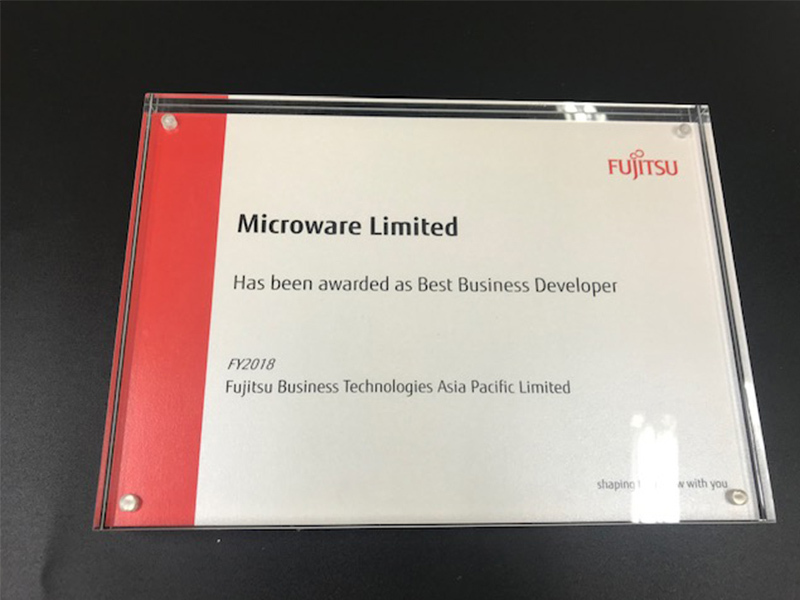 FUJITSU
Microware Limited
Has been awarded as Best Business Developer
FY2018
Fujitsu Business Technologies Asia Pacific Limited
shaping with you